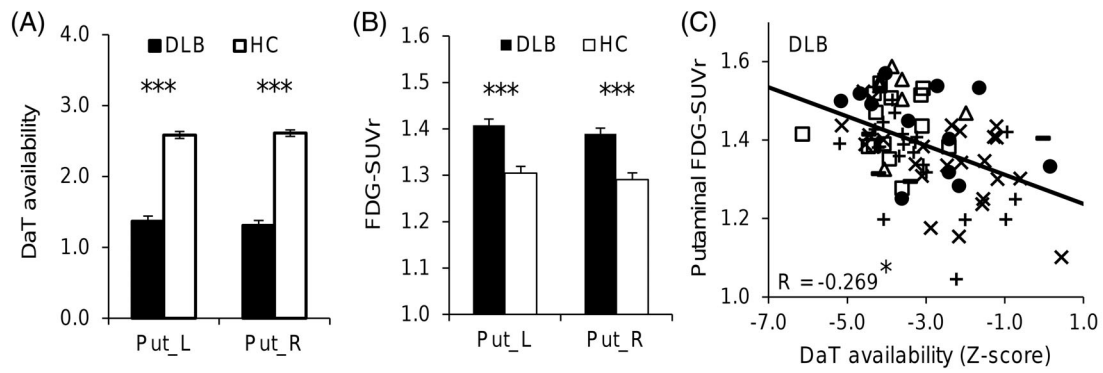 (A)
DaT availability
4.0
3.0
2.0
1.0
0.0
DLB HC
***
***
Put_L
Put_R
(B)
FDG-SUVr
1.6
1.5
1.4
1.3
1.2
1.1
1.0
DLB HC
***
***
Put_L
Put_R
(C)
Putaminal FDG-SUVr
DLB
1.6
1.4
1.2
1.0
R = -0.269*
-7.0
-5.0
-3.0
-1.0
1.0
DaT availability (Z-score)